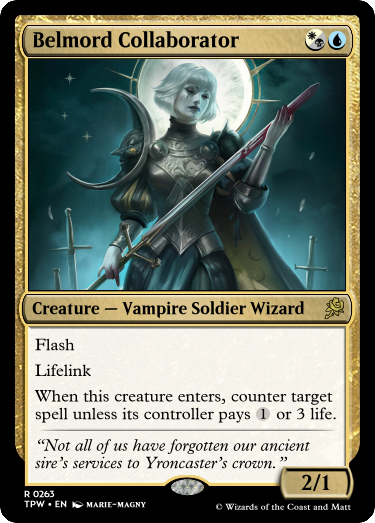 Belmord Collaborator
Creature — Vampire Soldier Wizard
Flash
Lifelink
When this creature enters, counter target
spell unless its controller pays 1 or 3 life.
“Not all of us have forgotten our ancient
sire’s services to Yroncaster’s crown.”
2/1
R 0263
TPW • EN MARIE-MAGNY
© Wizards of the Coast and Matt